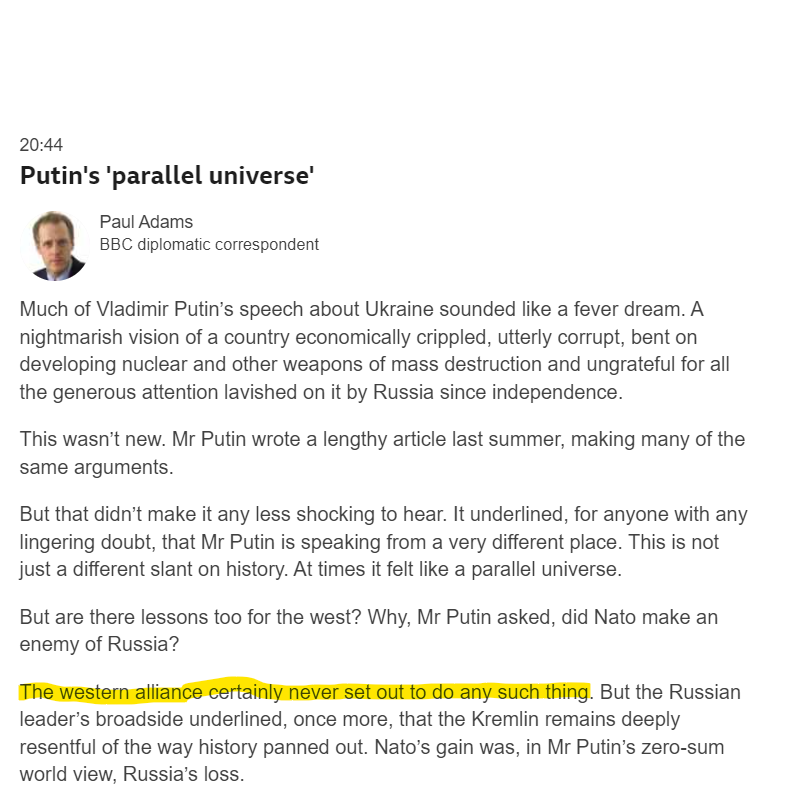 20:44
Putin's 'parallel universe'
Paul Adams
BBC diplomatic correspondent
Much of Vladimir Putin’s speech about Ukraine sounded like a fever dream. A
nightmarish vision of a country economically crippled, utterly corrupt, bent on
developing nuclear and other weapons of mass destruction and ungrateful for all
the generous attention lavished on it by Russia since independence.
This wasn’t new. Mr Putin wrote a lengthy article last summer, making many of the
same arguments.
But that didn’t make it any less shocking to hear. It underlined, for anyone with any
lingering doubt, that Mr Putin is speaking from a very different place. This is not
just a different slant on history. At times it felt like a parallel universe.
But are there lessons too for the west? Why, Mr Putin asked, did Nato make an
enemy of Russia?
The western alliance certainly never set out to do any such thing. But the Russian
leader’s broadside underlined, once more, that the Kremlin remains deeply
resentful of the way history panned out. Nato’s gain was, in Mr Putin’s zero-sum
world view, Russia’s loss.